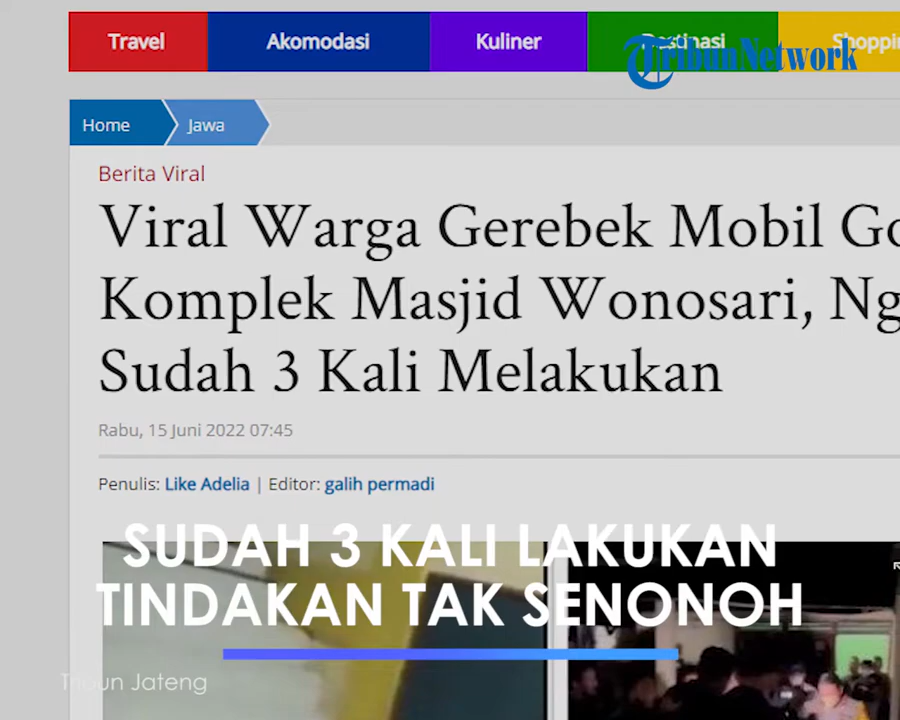 Travel
Akomodasi
Kuliner
Destinasi
TribunNetwork
Home
Jawa
Berita Viral
Viral Warga Gerebek Mobil
Komplek Masjid Wonosari,
Sudah 3 Kali Melakukan
Rabu, 15 Juni 2022 07:45
Penulis: Like Adelia | Editor: galih permadi
SUDAH 3 KALI LAKUKAN
TINDAKAN TAK SENONOH
Tribun Jateng